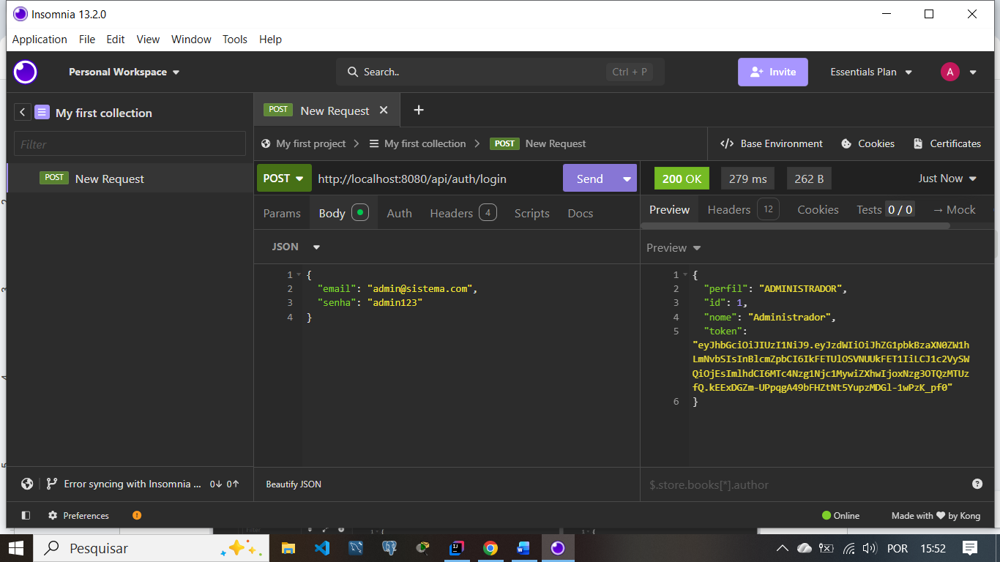 Insomnia 13.2.0
Application File Edit View Window Tools Help
Personal Workspace
Search..
Ctrl + P
Invite
Essentials Plan
A
My first collection
POST New Request
Filter
My first project
My first collection
POST New Request
Base Environment
Cookies
Certificates
POST New Request
POST
http://localhost:8080/api/auth/login
Send
200 OK
279 ms
262 B
Just Now
Params Body Auth Headers 4 Scripts Docs
Preview Headers 12 Cookies Tests 0 / 0 → Mock
JSON
Preview
1 {
2 "email": "admin@sistema.com",
3 "senha": "admin123"
4 }
1 {
2 "perfil": "ADMINISTRADOR",
3 "id": 1,
4 "nome": "Administrador",
5 "token":
"eyJhbGciOiJIUzI1NiJ9.eyJzdWIiOiJhZG1pbkBzaXN0ZW1h
LmNvbSIsInBlcmZpbCI6IkFETUlOSVNUUkFET1IiLCJ1c2VySW
QiOjEsImlhdCI6MTc4Nzg1Njc1MywiZXhwIjoxNzg3OTQzMTUz
fQ.kEExDGZm-UPpqgA49bFHZtNt5YupzMDGl-1wPzK_pf0"
6 }
Error syncing with Insomnia ... 0↓ 0↑
Beautify JSON
$.store.books[*].author
Preferences
Online
Made with ❤ by Kong
Pesquisar
POR
15:52